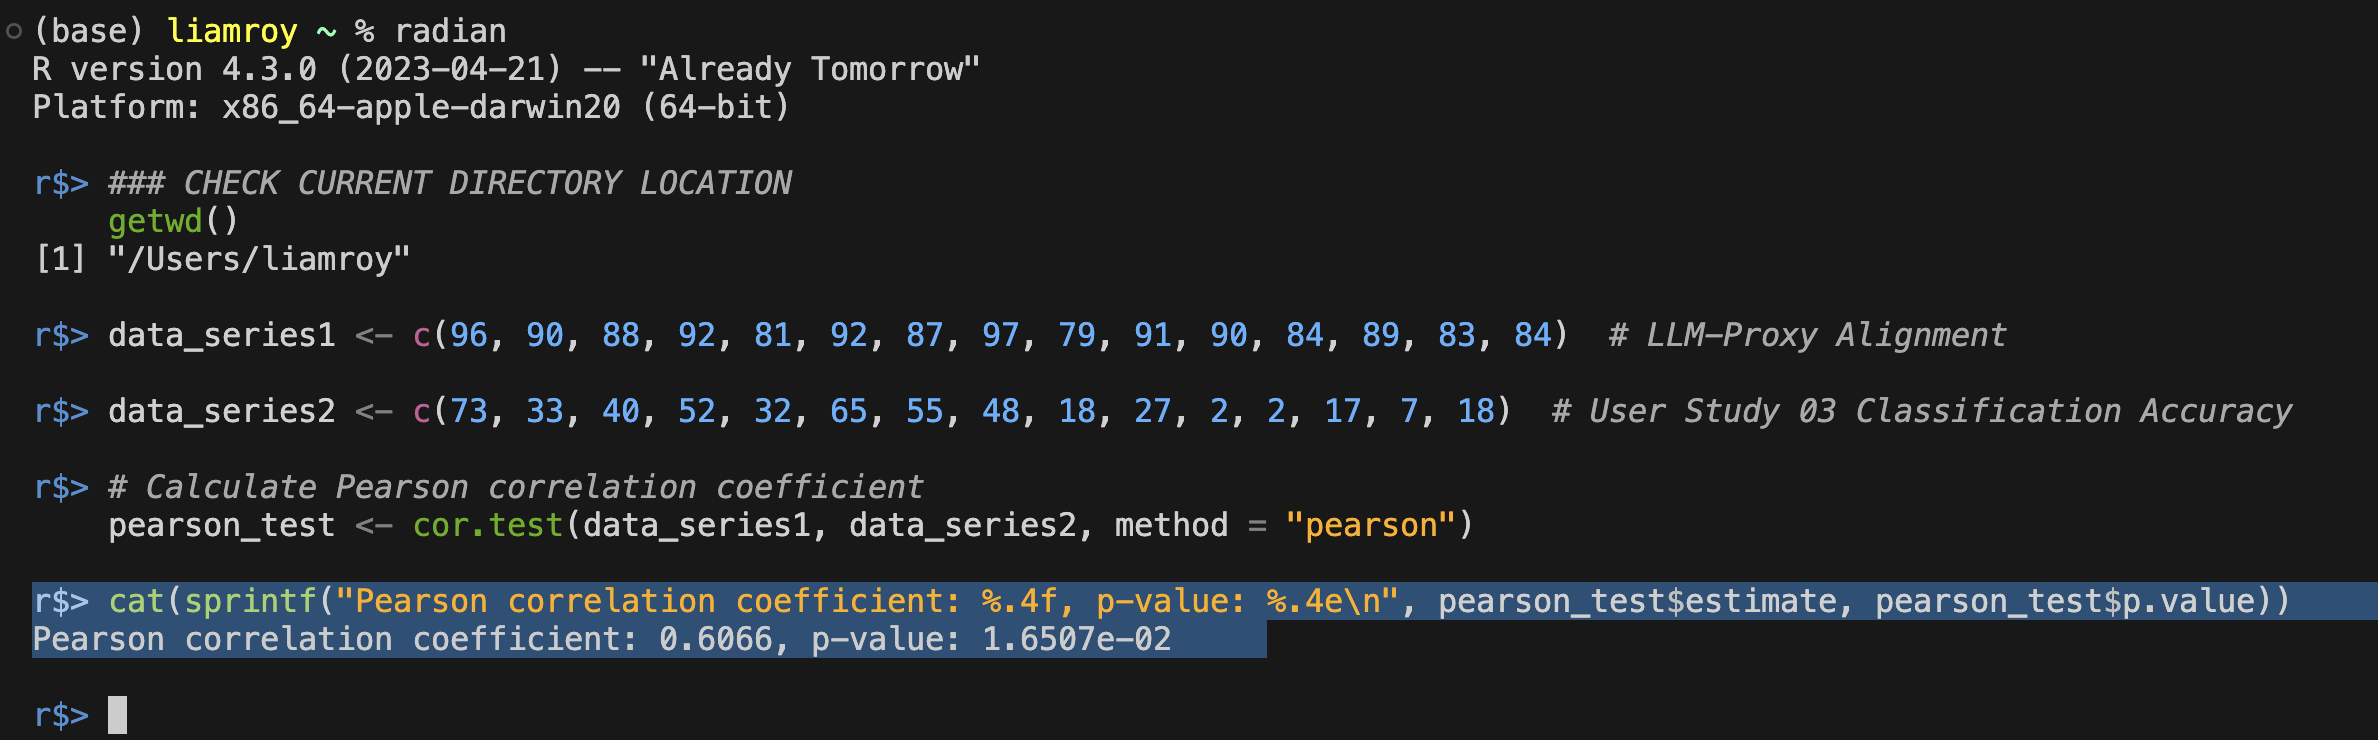 (base) liamroy ~ % radian
R version 4.3.0 (2023-04-21) -- "Already Tomorrow"
Platform: x86_64-apple-darwin20 (64-bit)
r$> ### CHECK CURRENT DIRECTORY LOCATION
getwd()
[1] "/Users/liamroy"
r$> data_series1 <- c(96, 90, 88, 92, 81, 92, 87, 97, 79, 91, 90, 84, 89, 83, 84)  # LLM-Proxy Alignment
r$> data_series2 <- c(73, 33, 40, 52, 32, 65, 55, 48, 18, 27, 2, 2, 17, 7, 18)  # User Study 03 Classification Accuracy
r$> # Calculate Pearson correlation coefficient
pearson_test <- cor.test(data_series1, data_series2, method = "pearson")
r$> cat(sprintf("Pearson correlation coefficient: %.4f, p-value: %.4e\n", pearson_test$estimate, pearson_test$p.value))
Pearson correlation coefficient: 0.6066, p-value: 1.6507e-02
r$>